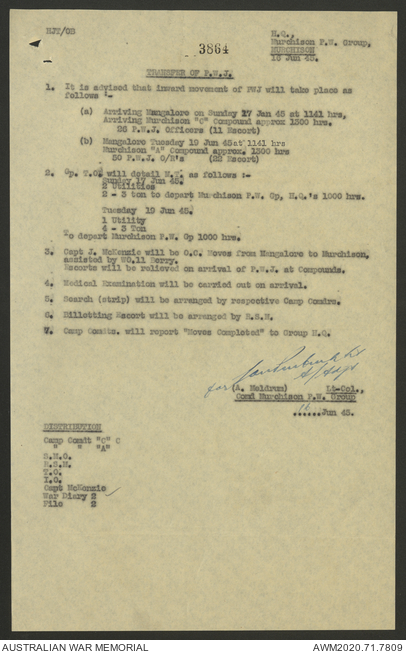 HJT/OB
H.Q.,
Murchison P.W. Group,
MURCHISON
3864
Jun 45.
TRANSFER OF P.W.J.
1. It is advised that inward movement of PWJ will take place as
follows :-
(a) Arriving Mangalore on Sunday 17 Jan 45 at 1141 hrs,
Arriving Murchison "C" Compound approx 1300 hrs.
26 P.W.J. Officers (11 Escort)
(b) Mangalore Tuesday 19 Jun 45 at 1141 hrs
Murchison "A" Compound approx. 1300 hrs
50 P.W.J. O/R's (22 Escort)
2. Gp. T.O. will detail M.T. as follows :-
Sunday 17 Jun 45.
2 Utilities
2 - 3 ton to depart Murchison P.W. Gp, H.Q.'s 1000 hrs.
Tuesday 19 Jun 45.
1 Utility
4 - 3 Ton
To depart Murchison P.W. Gp 1000 hrs.
3. Capt J. McKenzie will be O.C. Moves from Mangalore to Murchison,
assisted by WO.11 Berry.
Escorts will be relieved on arrival of P.W.J. at Compounds.
4. Medical Examination will be carried out on arrival.
5. Search (strip) will be arranged by respective Camp Comdrs.
6. Billetting Escort will be arranged by R.S.M.
7. Camp Comdts. will report "Moves Completed" to Group H.Q.
A/Adjt
for (A. Meldrum) Lt-Col.,
Comd Murchison P.W. Group
Jun 45.
DISTRIBUTION
Camp Comdt "C" C
" " "A"
S.M.O.
R.S.M.
T.O.
I.O.
Capt McKenzie
War Diary 2
File 2
AUSTRALIAN WAR MEMORIAL
AWM2020.71.7809